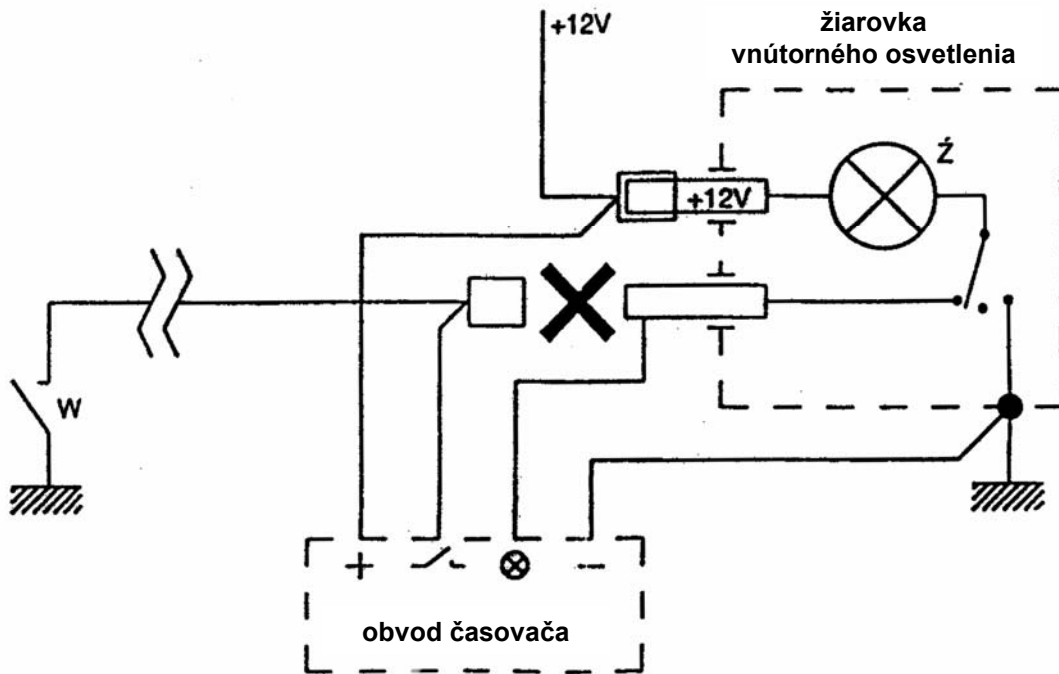 +12V
žiarovka
vnútorného osvetlenia
Ź
+12V
W
obvod časovača